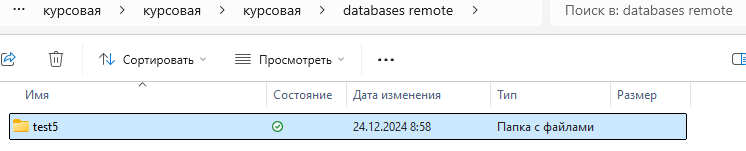 ... курсовая > курсовая > курсовая > databases remote > Поиск в: databases remote
Сортировать Просмотреть ...
Имя Состояние Дата изменения Тип Размер
test5 24.12.2024 8:58 Папка с файлами